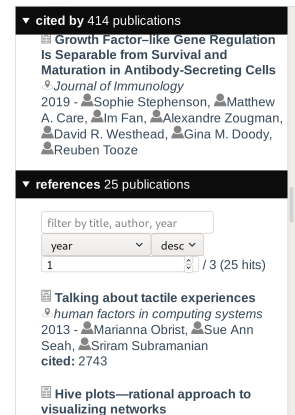 ▼ cited by 414 publications
Growth Factor–like Gene Regulation
Is Separable from Survival and
Maturation in Antibody-Secreting Cells
Journal of Immunology
2019 - Sophie Stephenson, Matthew
A. Care, Im Fan, Alexandre Zougman,
David R. Westhead, Gina M. Doody,
Reuben Tooze
▼ references 25 publications
filter by title, author, year
year desc
1 / 3 (25 hits)
Talking about tactile experiences
human factors in computing systems
2013 - Marianna Obrist, Sue Ann
Seah, Sriram Subramanian
cited: 2743
Hive plots—rational approach to
visualizing networks